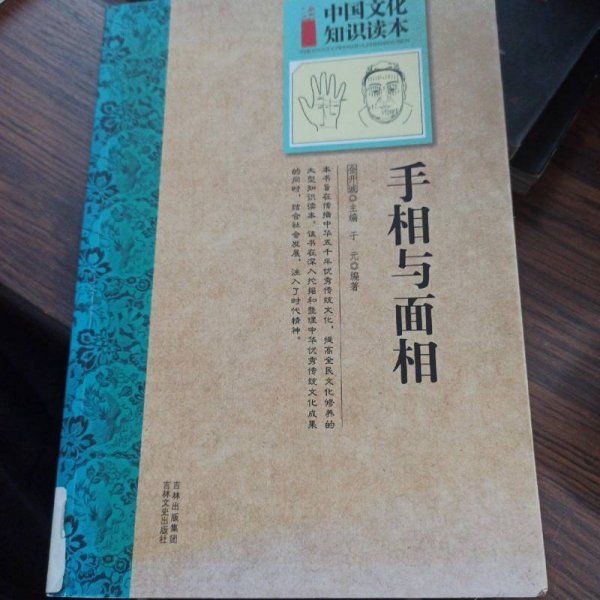 中国文化
知识读本
手相与面相
金开诚◎主编 于 元◎编著
本书旨在传播中华五千年优秀传统文化，提高全民文化修养的
大型知识读本。该书在深入挖掘和整理中华优秀传统文化成果
的同时，结合社会发展，注入了时代精神。
吉林出版集团
吉林文史出版社